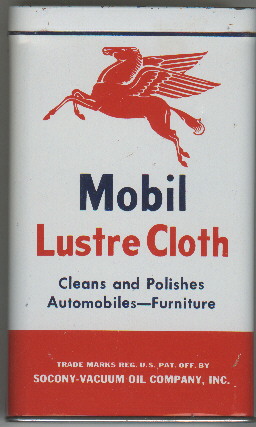 Mobil
Lustre Cloth
Cleans and Polishes
Automobiles—Furniture
TRADE MARKS REG. U.S. PAT. OFF. BY
SOCONY-VACUUM OIL COMPANY, INC.